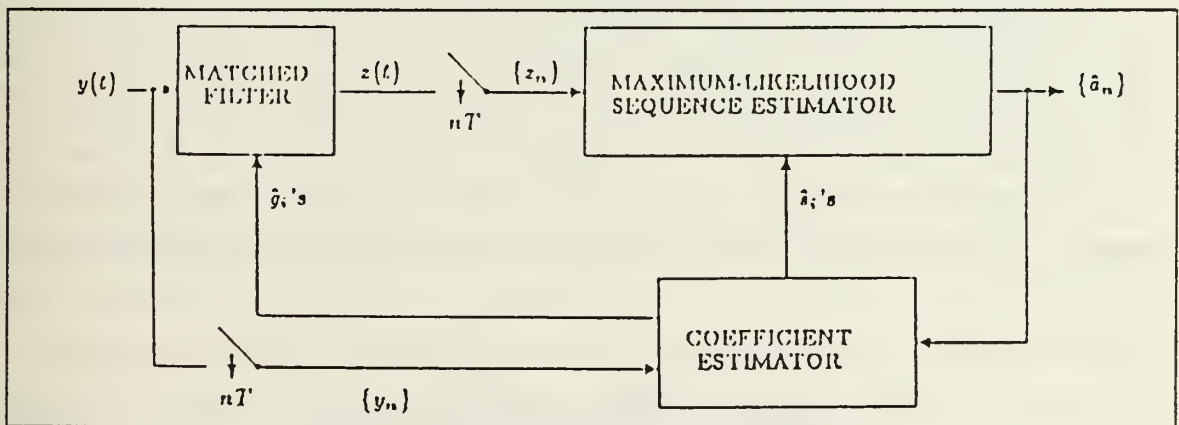 y(t)
MATCHED
FILTER
z(t)
nT
{z_n}
MAXIMUM-LIKELIHOOD
SEQUENCE ESTIMATOR
{â_n}
ĝ_i's
ŝ_i's
COEFFICIENT
ESTIMATOR
nT
{y_n}